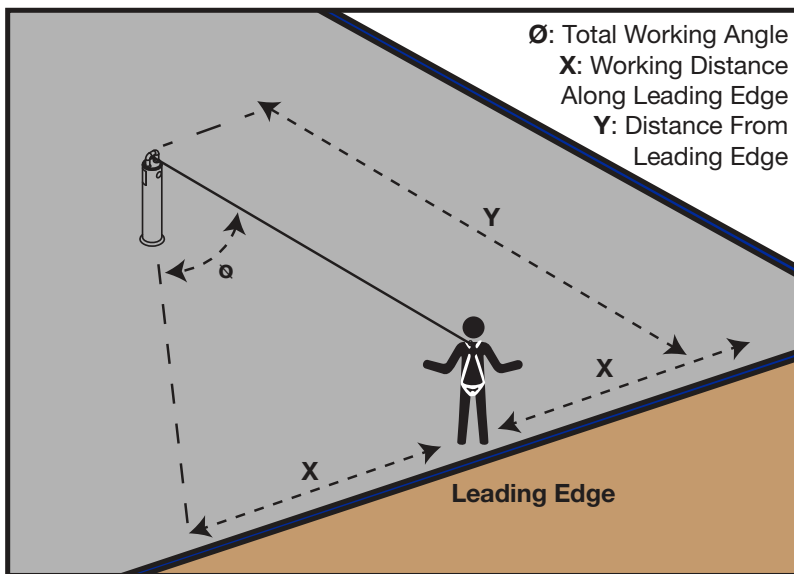 Ø: Total Working Angle
X: Working Distance
Along Leading Edge
Y: Distance From
Leading Edge
Y
ø
X
X
Leading Edge